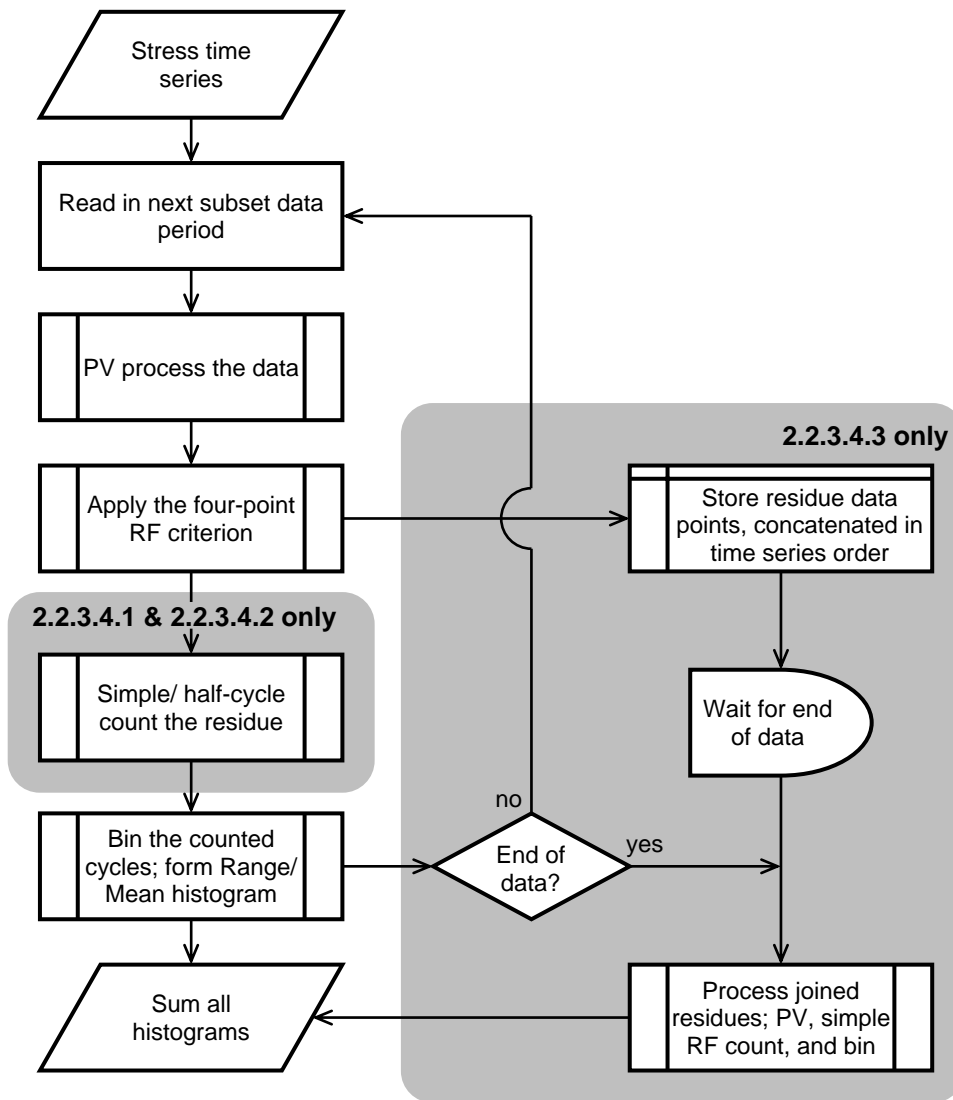 Stress time
series
Read in next subset data
period
PV process the data
2.2.3.4.3 only
Apply the four-point
RF criterion
Store residue data
points, concatenated in
time series order
2.2.3.4.1 & 2.2.3.4.2 only
Simple/ half-cycle
count the residue
Wait for end
of data
no
Bin the counted
cycles; form Range/
Mean histogram
End of
data?
yes
Sum all
histograms
Process joined
residues; PV, simple
RF count, and bin